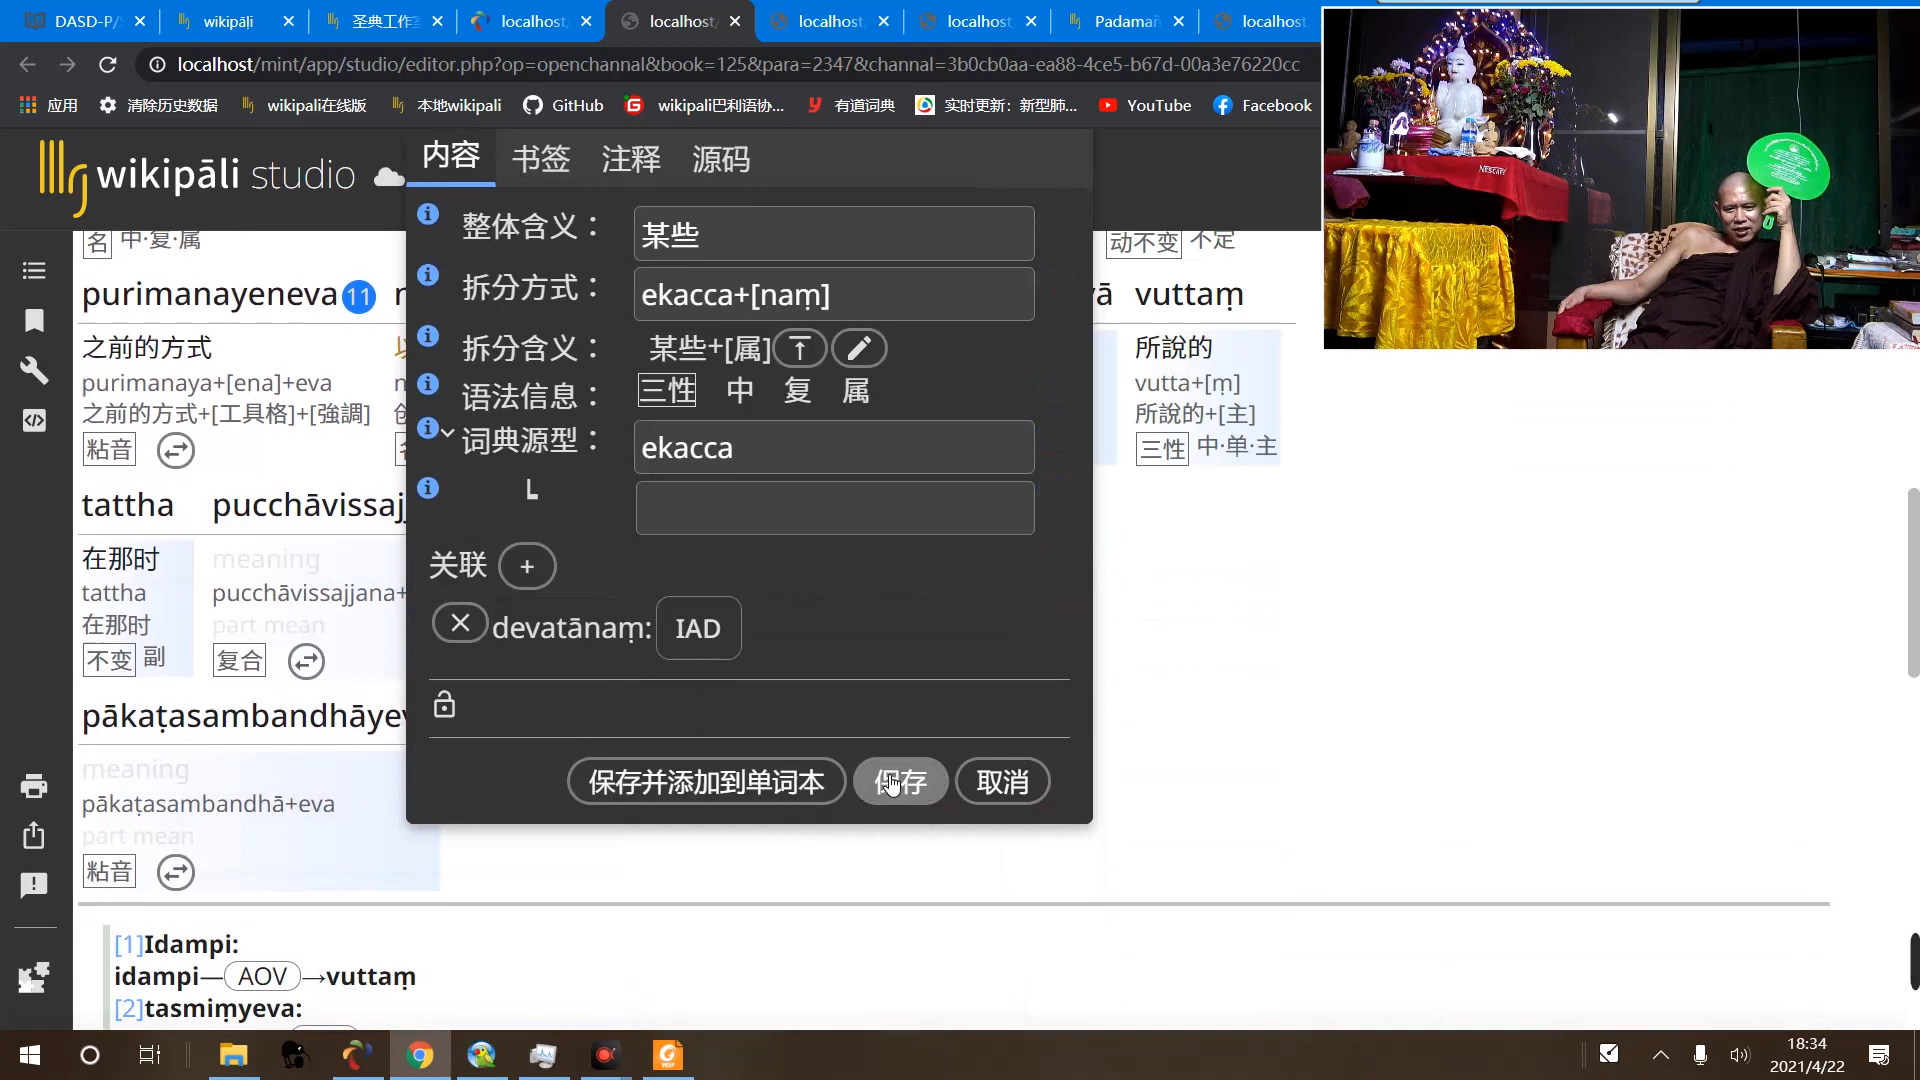 DASD-P/
wikipāli
localhost
localhost
localhost
localhost
localhost
localhost/mint/app/studio/editor.php?op=openchannal&book=125&para=2347&channal=3b0cb0aa-ea88-4ce5-b67d-00a3e76220cc
应用
清除历史数据
wikipali在线版
本地wikipali
GitHub
wikipali巴利语协...
有道词典
实时更新：新型肺...
YouTube
Facebook
wikipāli studio
内容
书签
注释
源码
整体含义：
某些
拆分方式：
ekacca+[naṃ]
拆分含义：
某些+[属]
语法信息：
三性 中 复 属
词典源型：
ekacca
关联 +
devatānaṃ: IAD
保存并添加到单词本
保存
取消
名 中·复·属
动不变 不定
purimanayeneva 11
之前的方式
purimanaya+[ena]+eva
之前的方式+[工具格]+[強調]
粘音
vuttaṃ
所說的
vutta+[ṃ]
所說的+[主]
三性 中·单·主
tattha
在那时
tattha
在那时
不变 副
meaning
pucchāvissajjana+
part mean
复合
meaning
pākaṭasambandhā+eva
part mean
粘音
[1]Idampi:
idampi—AOV→vuttaṃ
[2]tasmiṃyeva:
NESCAFE
18:34
2021/4/22